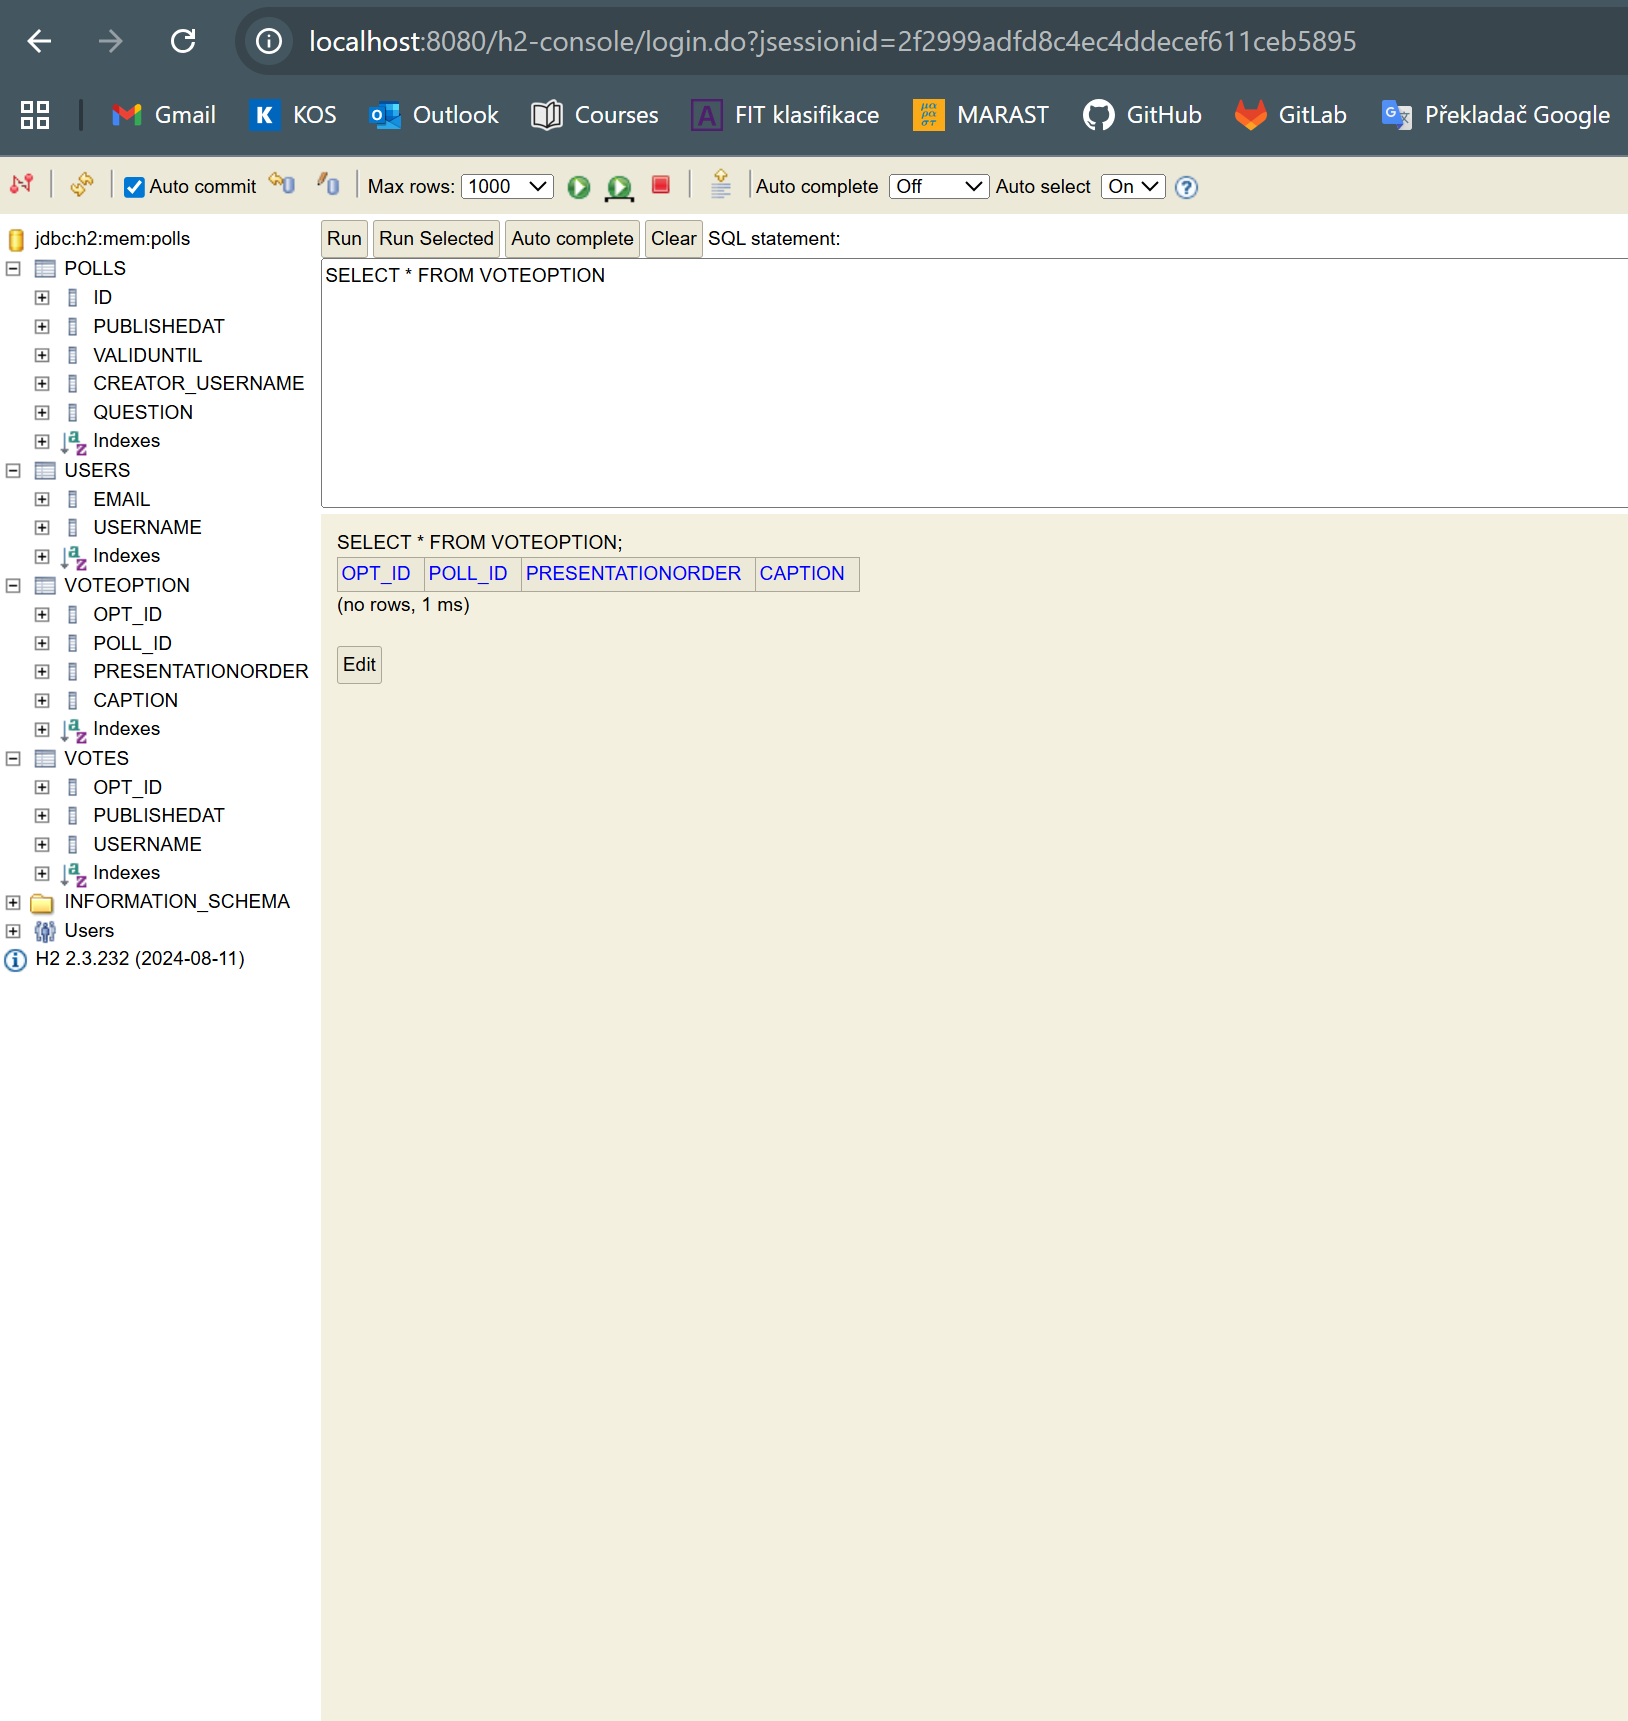 localhost:8080/h2-console/login.do?jsessionid=2f2999adfd8c4ec4ddecef611ceb5895
Gmail K KOS Outlook Courses A FIT klasifikace MARAST GitHub GitLab Překladač Google
Auto commit Max rows: 1000 Auto complete Off Auto select On
jdbc:h2:mem:polls
POLLS
ID
PUBLISHEDAT
VALIDUNTIL
CREATOR_USERNAME
QUESTION
Indexes
USERS
EMAIL
USERNAME
Indexes
VOTEOPTION
OPT_ID
POLL_ID
PRESENTATIONORDER
CAPTION
Indexes
VOTES
OPT_ID
PUBLISHEDAT
USERNAME
Indexes
INFORMATION_SCHEMA
Users
H2 2.3.232 (2024-08-11)
Run Run Selected Auto complete Clear SQL statement:
SELECT * FROM VOTEOPTION
SELECT * FROM VOTEOPTION;
OPT_ID POLL_ID PRESENTATIONORDER CAPTION
(no rows, 1 ms)
Edit